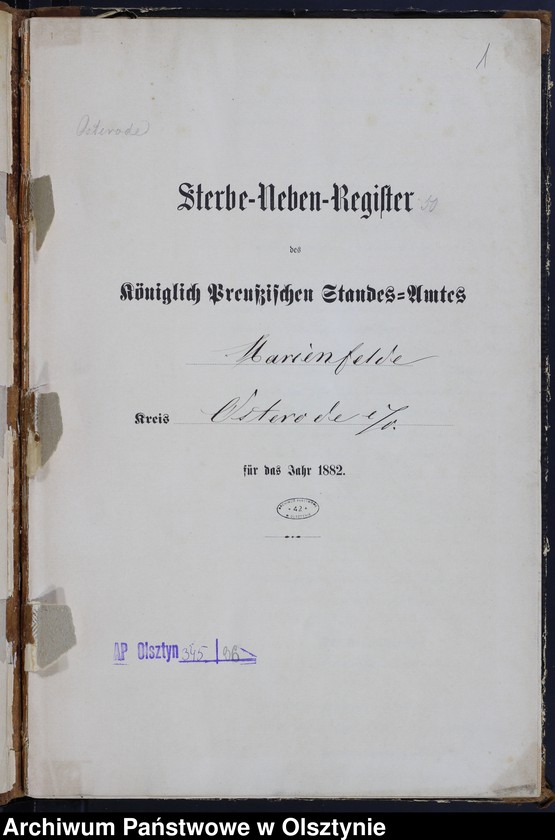 1
Osterode
Sterbe-Neben-Register
des
Königlich Preußischen Standes-Amtes
Marienfelde
Kreis Osterode i/O.
für das Jahr 1882.
* 42 *
AP Olsztyn 345
Archiwum Państwowe w Olsztynie